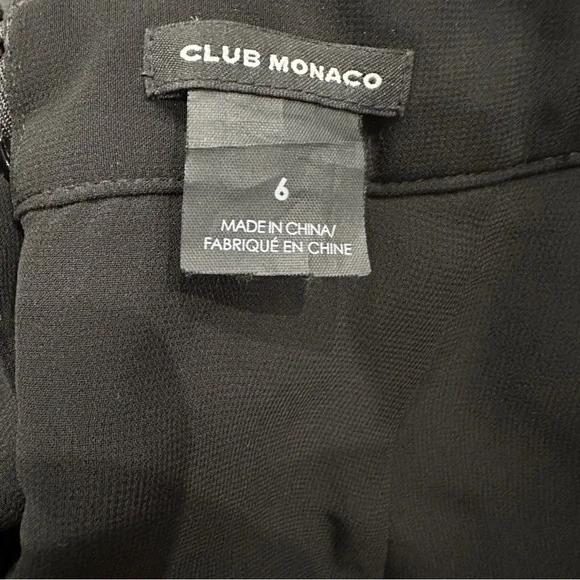 CLUB MONACO
6
MADE IN CHINA/
FABRIQUÉ EN CHINE